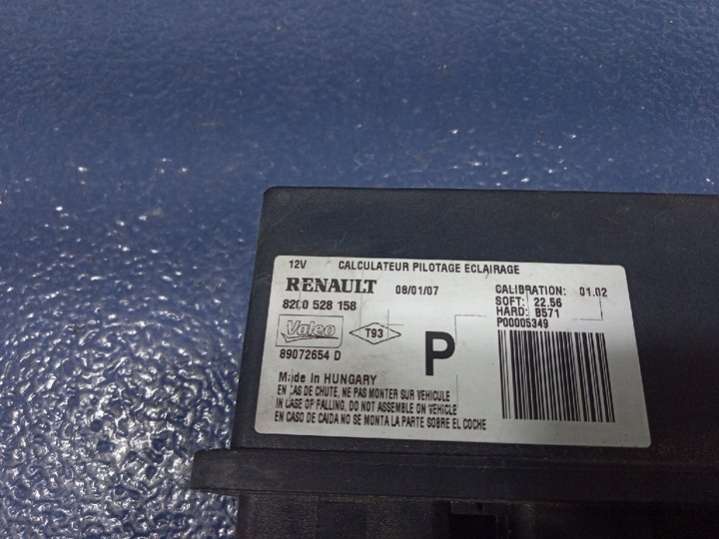 12V CALCULATEUR PILOTAGE ECLAIRAGE
RENAULT 08/01/07
8200 528 158
Valeo T93
89072654 D
P
CALIBRATION: 01.02
SOFT: 22.56
HARD: B571
P00005349
Made in HUNGARY
EN CAS DE CHUTE, NE PAS MONTER SUR VEHICULE
IN CASE OF FALLING, DO NOT ASSEMBLE ON VEHICLE
EN CASO DE CAIDA NO SE MONTA LA PARTE SOBRE EL COCHE